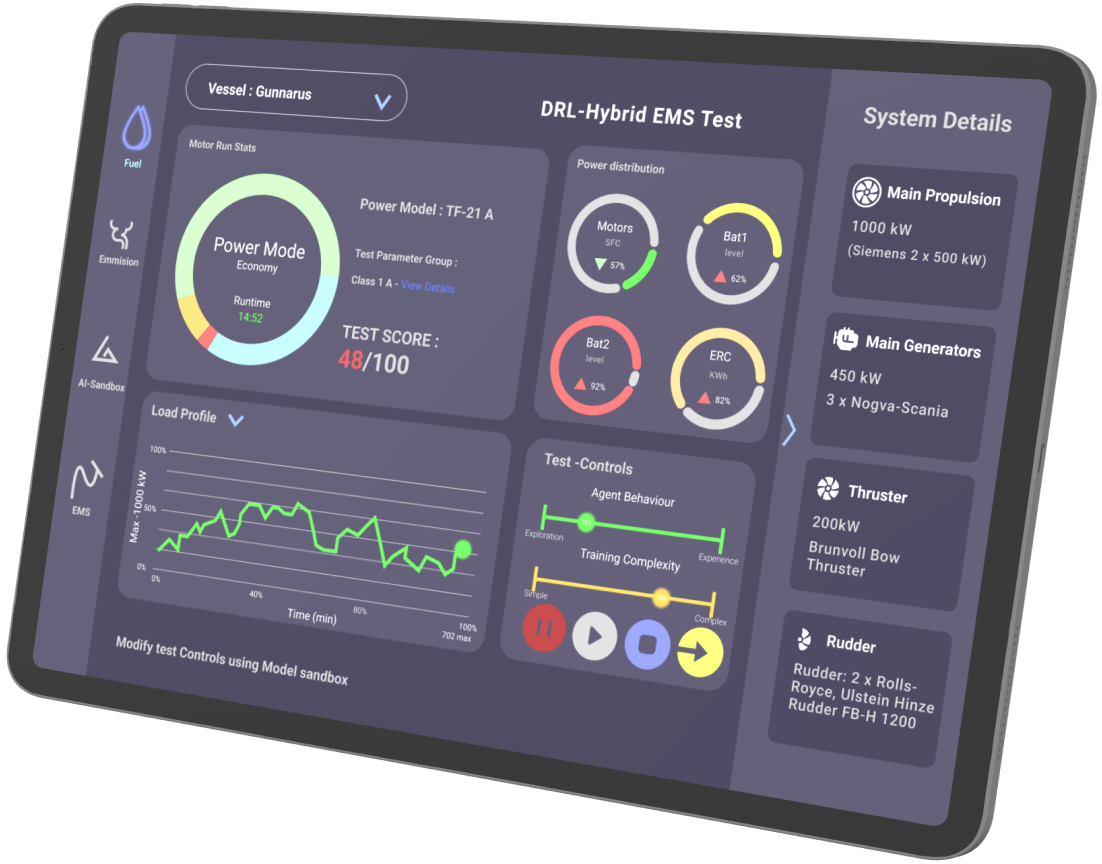 Vessel : Gunnarus
DRL-Hybrid EMS Test
System Details
Fuel
Emmision
AI-Sandbox
EMS
Motor Run Stats
Power Mode
Economy
Runtime
14:52
Power Model : TF-21 A
Test Parameter Group :
Class 1 A - View Details
TEST SCORE :
48/100
Power distribution
Motors
SFC
57%
Bat1
level
62%
Bat2
level
92%
ERC
KWh
82%
Load Profile
100%
50%
0%
Max -1000 kW
0%
40%
80%
100%
Time (min)
702 max
Test -Controls
Agent Behaviour
Exploration
Experience
Training Complexity
Simple
Complex
Modify test Controls using Model sandbox
Main Propulsion
1000 kW
(Siemens 2 x 500 kW)
Main Generators
450 kW
3 x Nogva-Scania
Thruster
200kW
Brunvoll Bow
Thruster
Rudder
Rudder: 2 x Rolls-
Royce, Ulstein Hinze
Rudder FB-H 1200